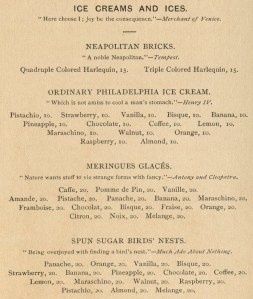 ICE CREAMS AND ICES.
"Here choose I; joy be the consequence."—Merchant of Venice.
NEAPOLITAN BRICKS.
"A noble Neapolitan."—Tempest.
Quadruple Colored Harlequin, 15. Triple Colored Harlequin, 15.
ORDINARY PHILADELPHIA ICE CREAM.
"Which is not amiss to cool a man's stomach."—Henry IV.
Pistachio, 10. Strawberry, 10. Vanilla, 10. Bisque, 10. Banana, 10.
Pineapple, 10. Chocolate, 10. Coffee, 10. Lemon, 10.
Maraschino, 10. Walnut, 10. Orange, 10.
Raspberry, 10. Almond, 10.
MERINGUES GLACÉS.
"Nature wants stuff to vie strange forms with fancy."—Antony and Cleopatra.
Caffe, 20. Pomme de Pin, 20. Vanille, 20.
Amande, 20. Pistache, 20. Panache, 20. Banana, 20. Marachino, 20.
Framboise, 20. Chocolat, 20. Bisque, 20. Fraise, 20. Orange, 20.
Citron, 20. Noix, 20. Melange, 20.
SPUN SUGAR BIRDS' NESTS.
"Being overjoyed with finding a bird's nest."—Much Ado About Nothing.
Panache, 20. Orange, 20. Vanilla, 20. Bisque, 20.
Strawberry, 20. Banana, 20. Pineapple, 20. Chocolate, 20. Coffee, 20.
Lemon, 20. Maraschino, 20. Walnut, 20. Raspberry, 20.
Pistachio, 20. Almond, 20. Melange, 20.